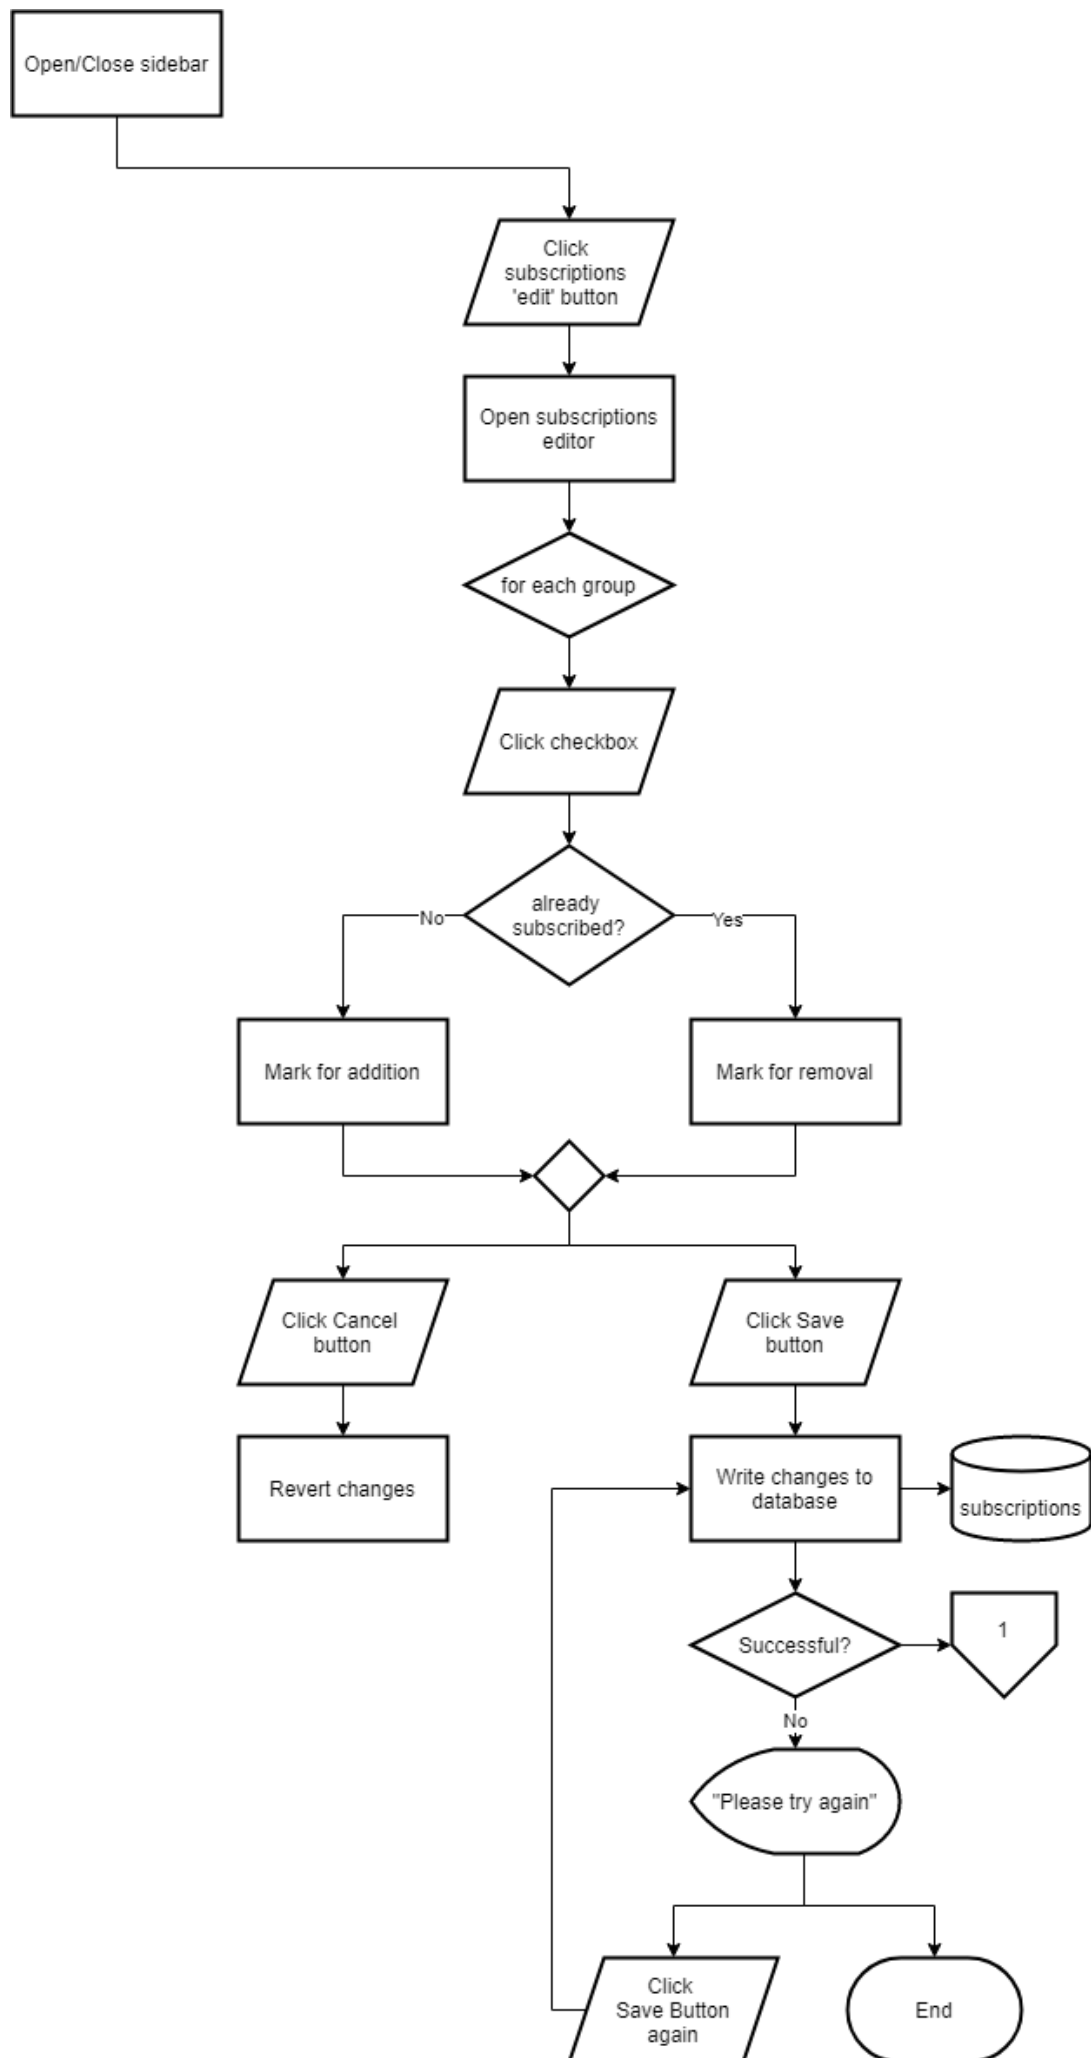 Open/Close sidebar
Click
subscriptions
'edit' button
Open subscriptions
editor
for each group
Click checkbox
already
subscribed?
No
Yes
Mark for addition
Mark for removal
Click Cancel
button
Click Save
button
Revert changes
Write changes to
database
subscriptions
Successful?
1
No
"Please try again"
Click
Save Button
again
End